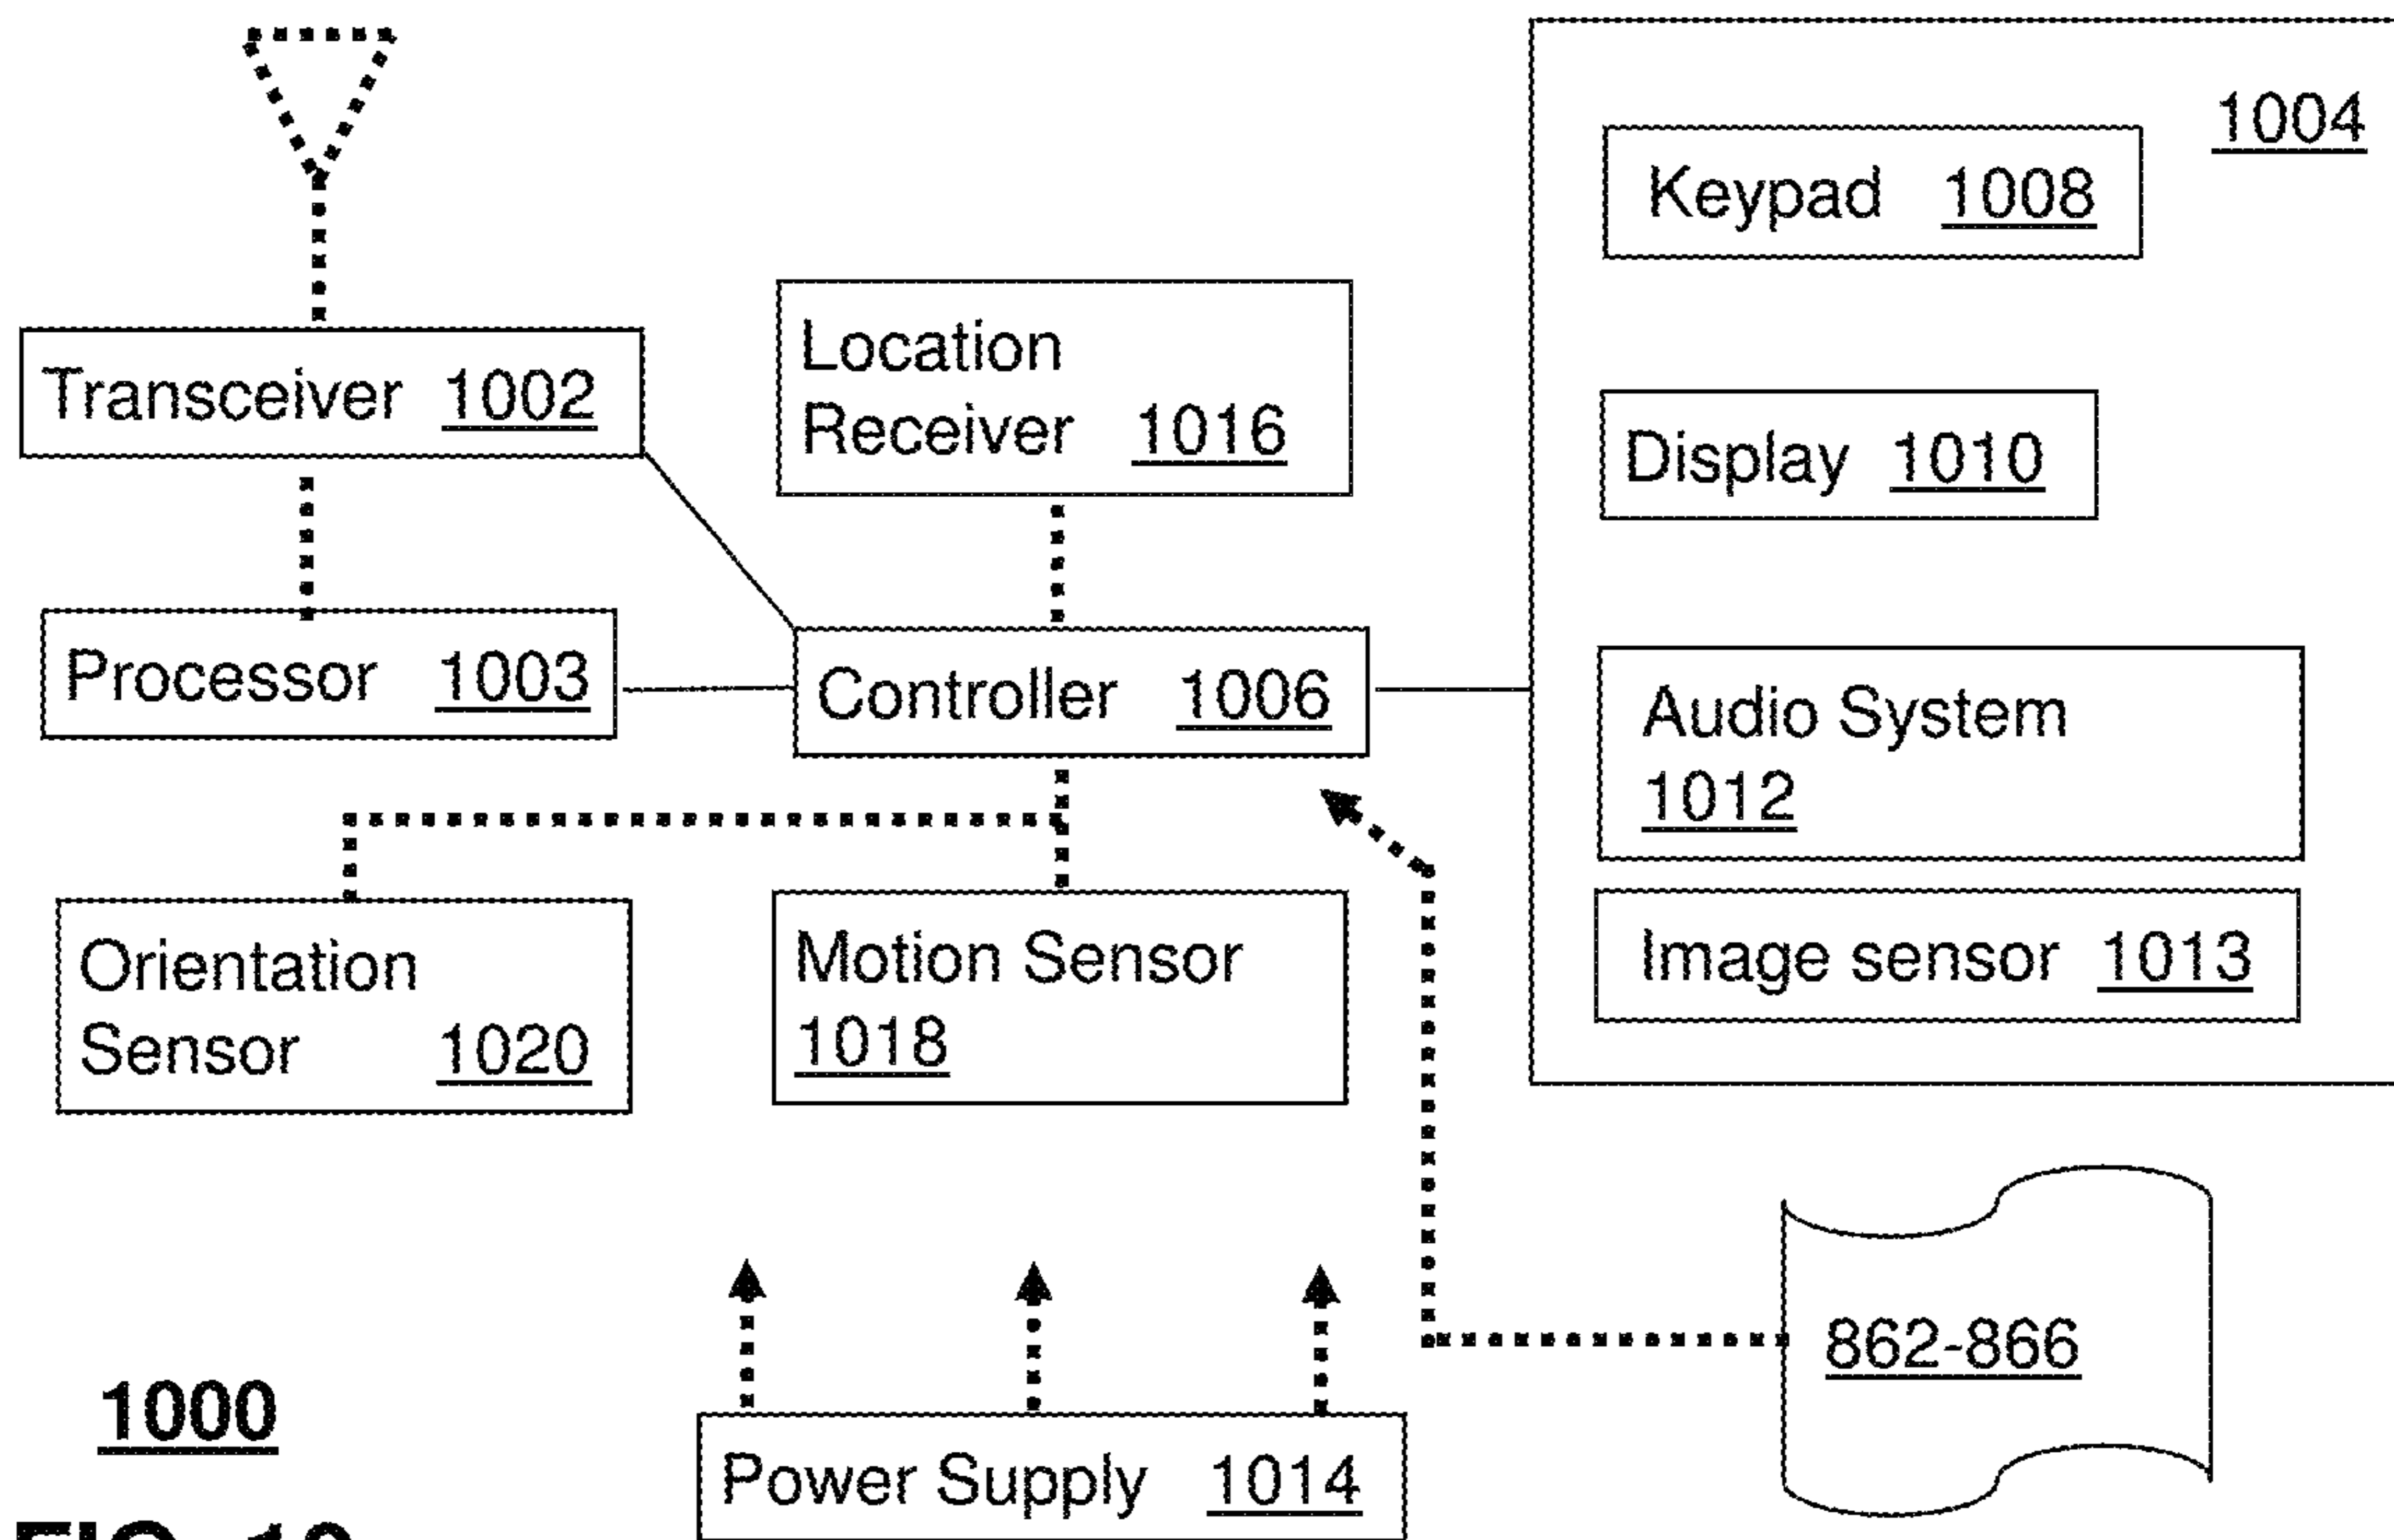 1004
Keypad 1008
Location
Receiver 1016
Transceiver 1002
Display 1010
Processor 1003
Controller 1006
Audio System
1012
Orientation
Sensor 1020
Motion Sensor
1018
Image sensor 1013
862-866
1000
Power Supply 1014